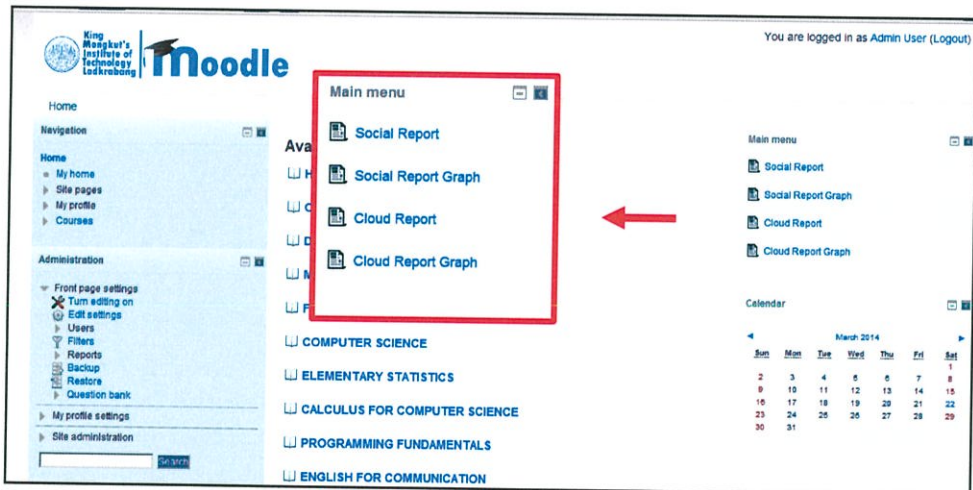 King
Mongkut's
Institute of
Technology
Ladkrabang
Moodle
You are logged in as Admin User (Logout)
Home
Navigation
Home
My home
Site pages
My profile
Courses
Administration
Front page settings
Turn editing on
Edit settings
Users
Filters
Reports
Backup
Restore
Question bank
My profile settings
Site administration
Search
Ava
H
C
D
M
F
COMPUTER SCIENCE
ELEMENTARY STATISTICS
CALCULUS FOR COMPUTER SCIENCE
PROGRAMMING FUNDAMENTALS
ENGLISH FOR COMMUNICATION
Main menu
Social Report
Social Report Graph
Cloud Report
Cloud Report Graph
Main menu
Social Report
Social Report Graph
Cloud Report
Cloud Report Graph
Calendar
March 2014
Sun Mon Tue Wed Thu Fri Sat
1
2 3 4 5 6 7 8
9 10 11 12 13 14 15
16 17 18 19 20 21 22
23 24 25 26 27 28 29
30 31